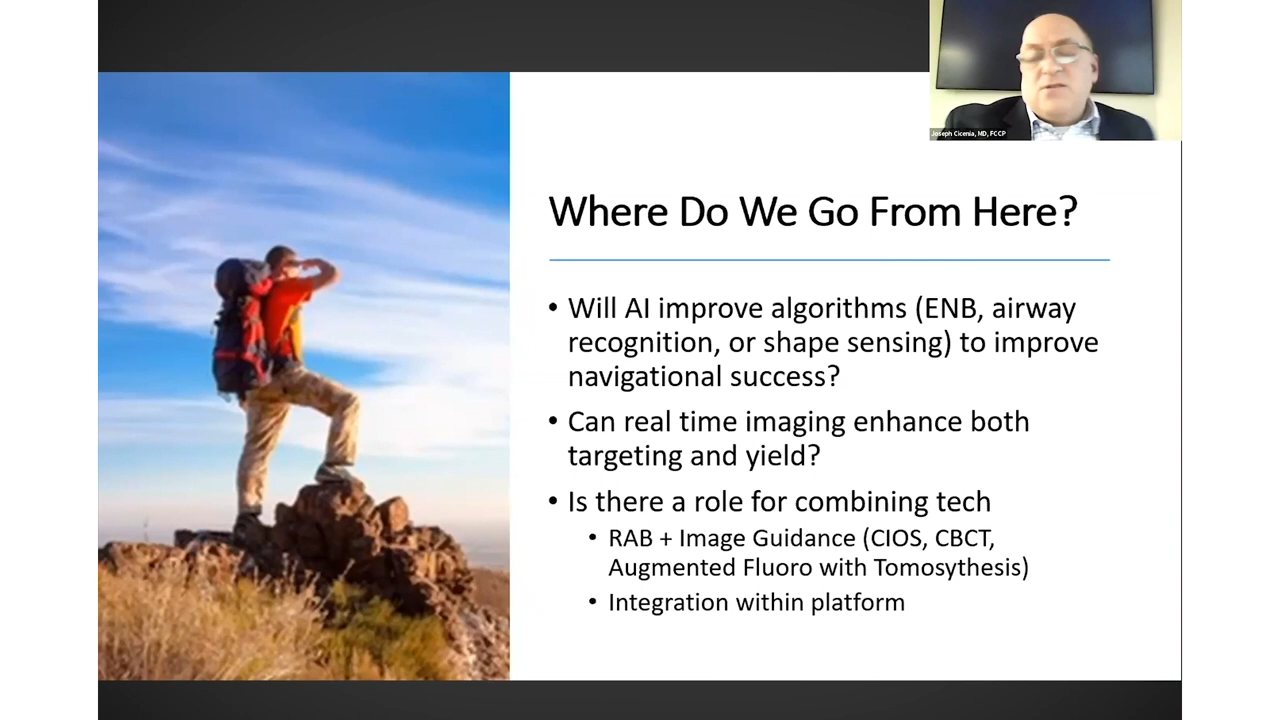 Joseph Cicenia, MD, FCCP
Where Do We Go From Here?
• Will AI improve algorithms (ENB, airway
recognition, or shape sensing) to improve
navigational success?
• Can real time imaging enhance both
targeting and yield?
• Is there a role for combining tech
• RAB + Image Guidance (CIOS, CBCT,
Augmented Fluoro with Tomosythesis)
• Integration within platform